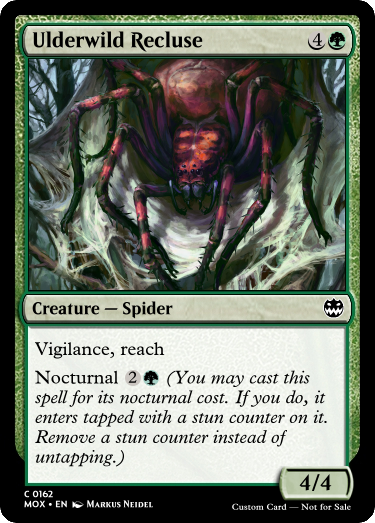 Ulderwild Recluse 4
Creature — Spider
Vigilance, reach
Nocturnal 2 (You may cast this
spell for its nocturnal cost. If you do, it
enters tapped with a stun counter on it.
Remove a stun counter instead of
untapping.)
4/4
C 0162
MOX • EN Markus Neidel
Custom Card — Not for Sale